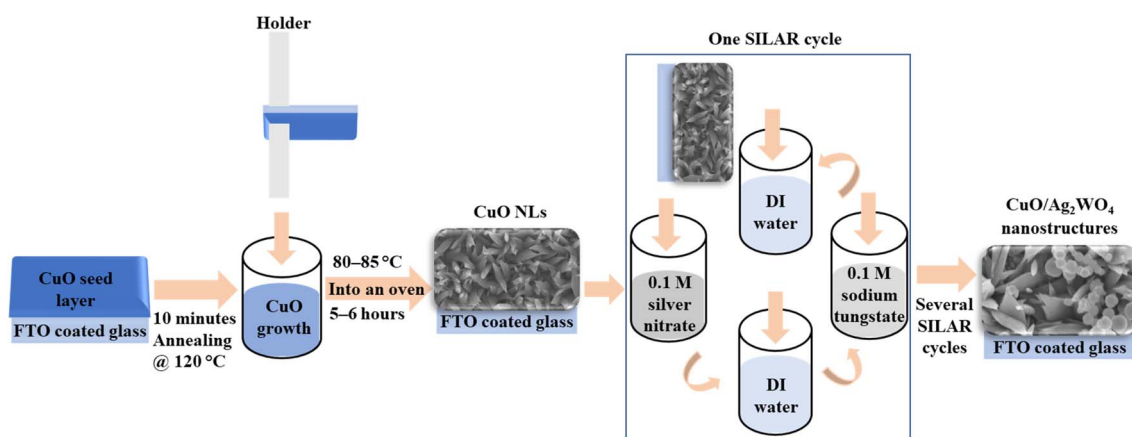 Holder
CuO seed
layer
FTO coated glass
10 minutes
Annealing
@ 120 °C
CuO
growth
80–85 °C
Into an oven
5–6 hours
CuO NLs
FTO coated glass
One SILAR cycle
0.1 M
silver
nitrate
DI
water
DI
water
0.1 M
sodium
tungstate
Several
SILAR
cycles
CuO/Ag₂WO₄
nanostructures
FTO coated glass